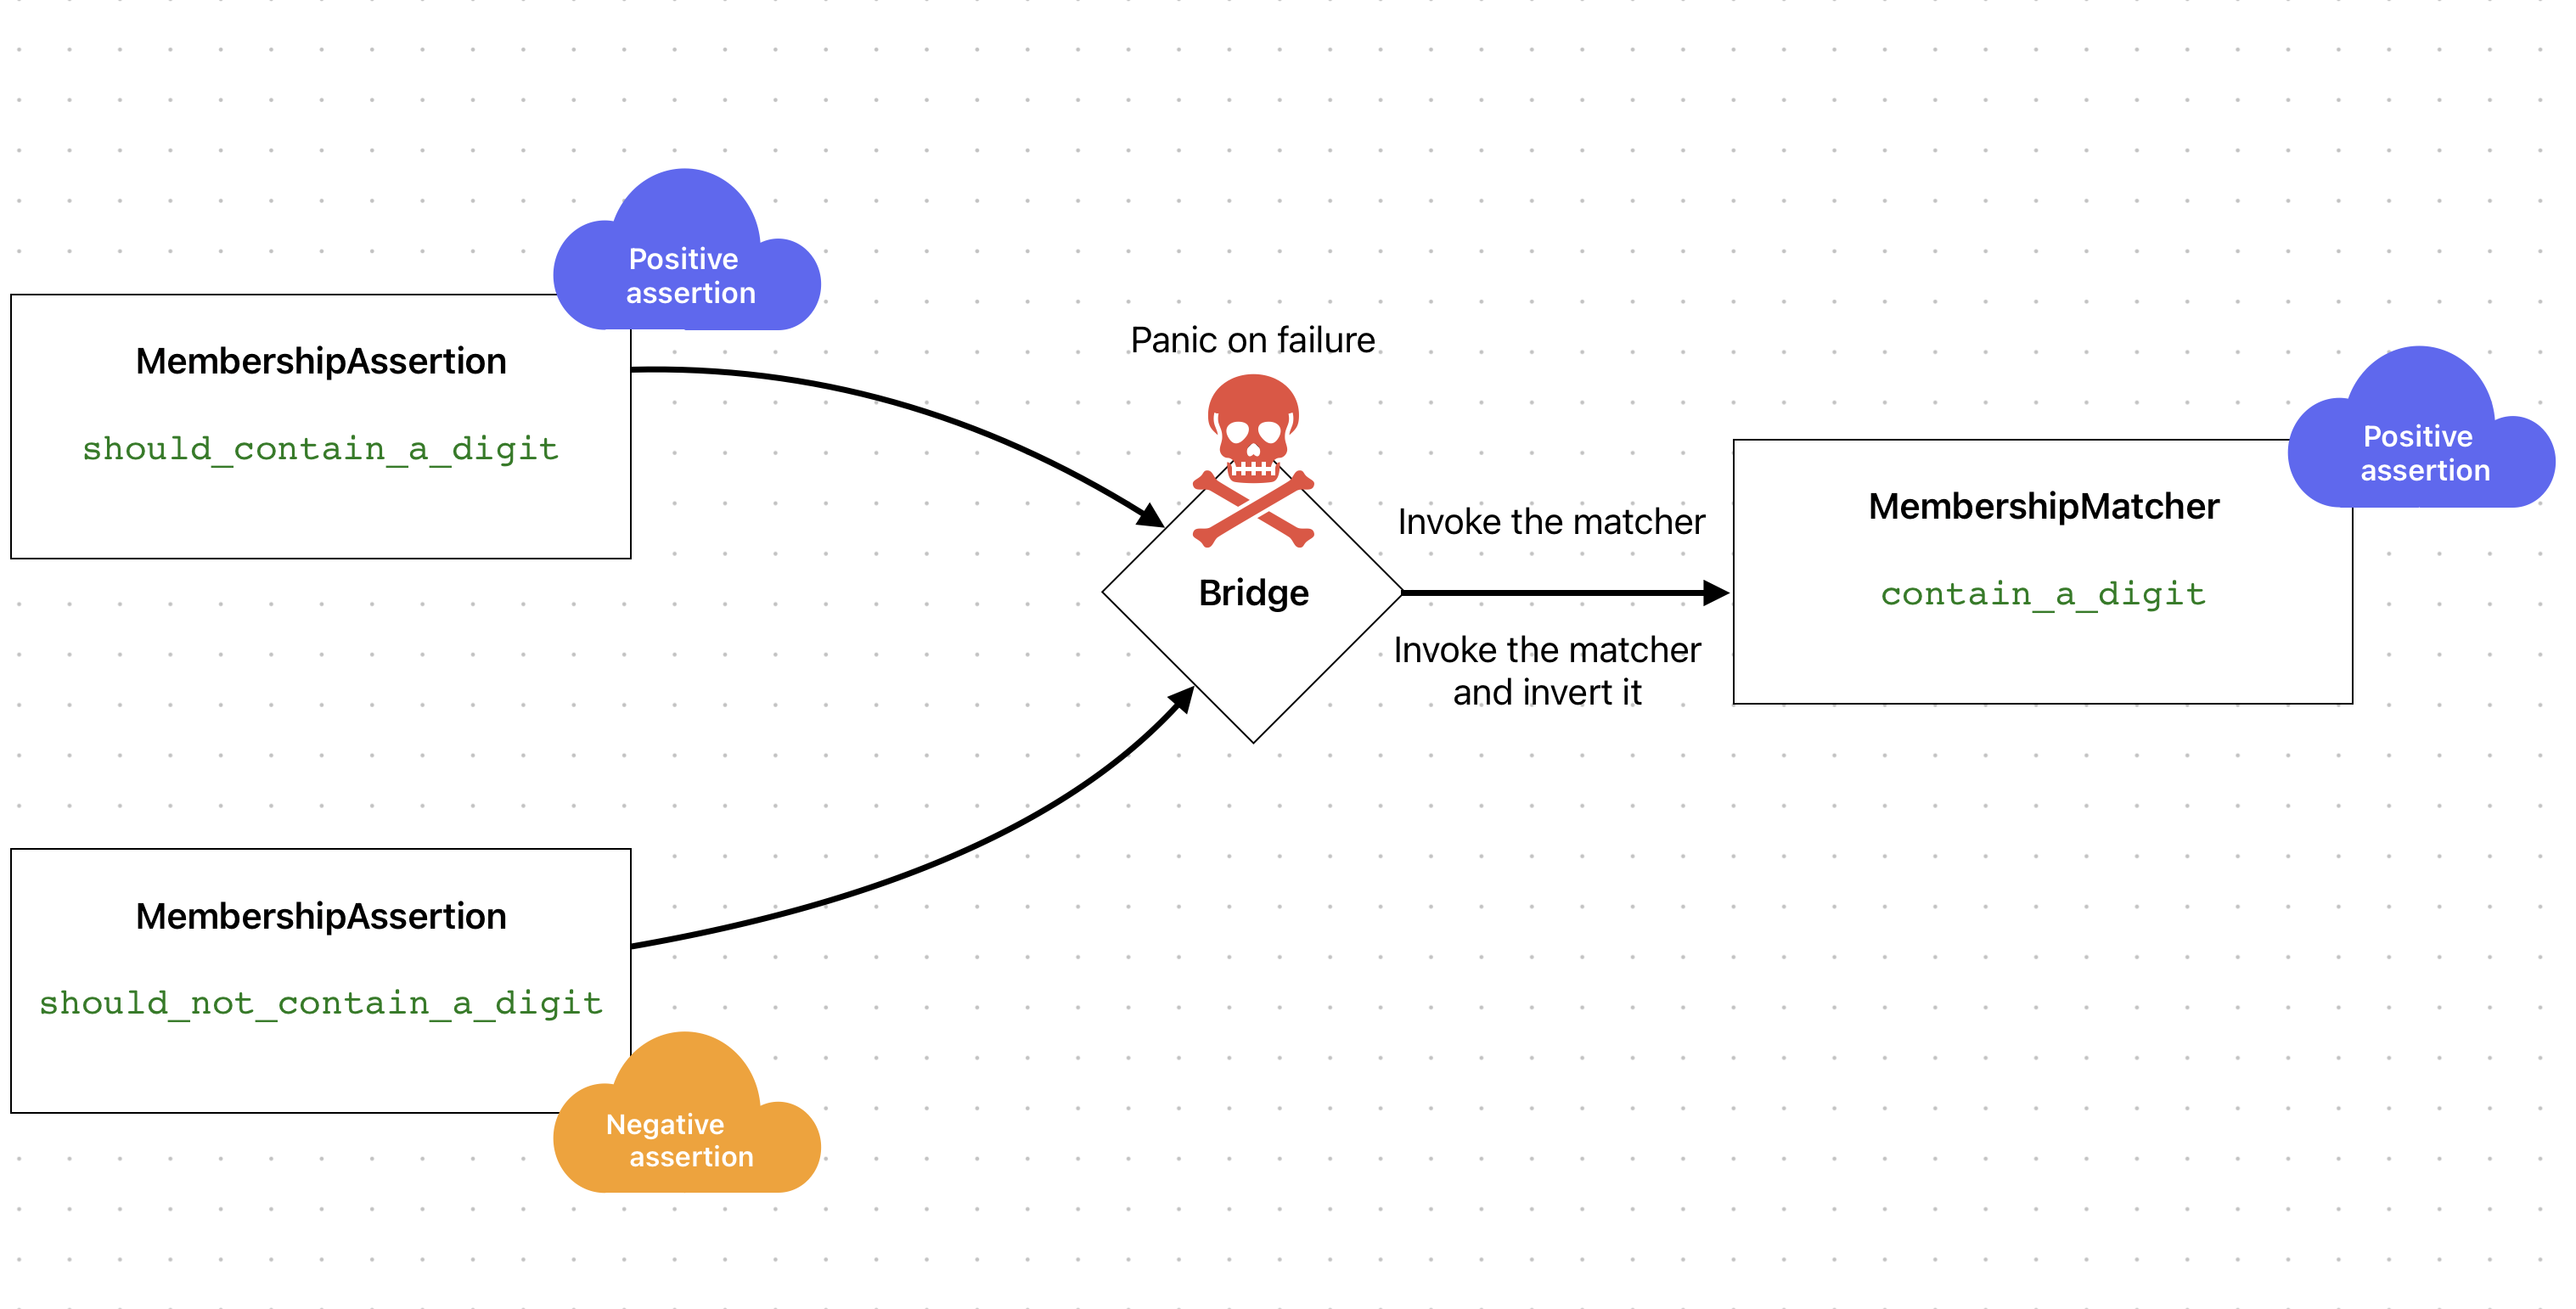 Positive
assertion
MembershipAssertion
should_contain_a_digit
Panic on failure
Bridge
Invoke the matcher
Invoke the matcher
and invert it
Positive
assertion
MembershipMatcher
contain_a_digit
MembershipAssertion
should_not_contain_a_digit
Negative
assertion